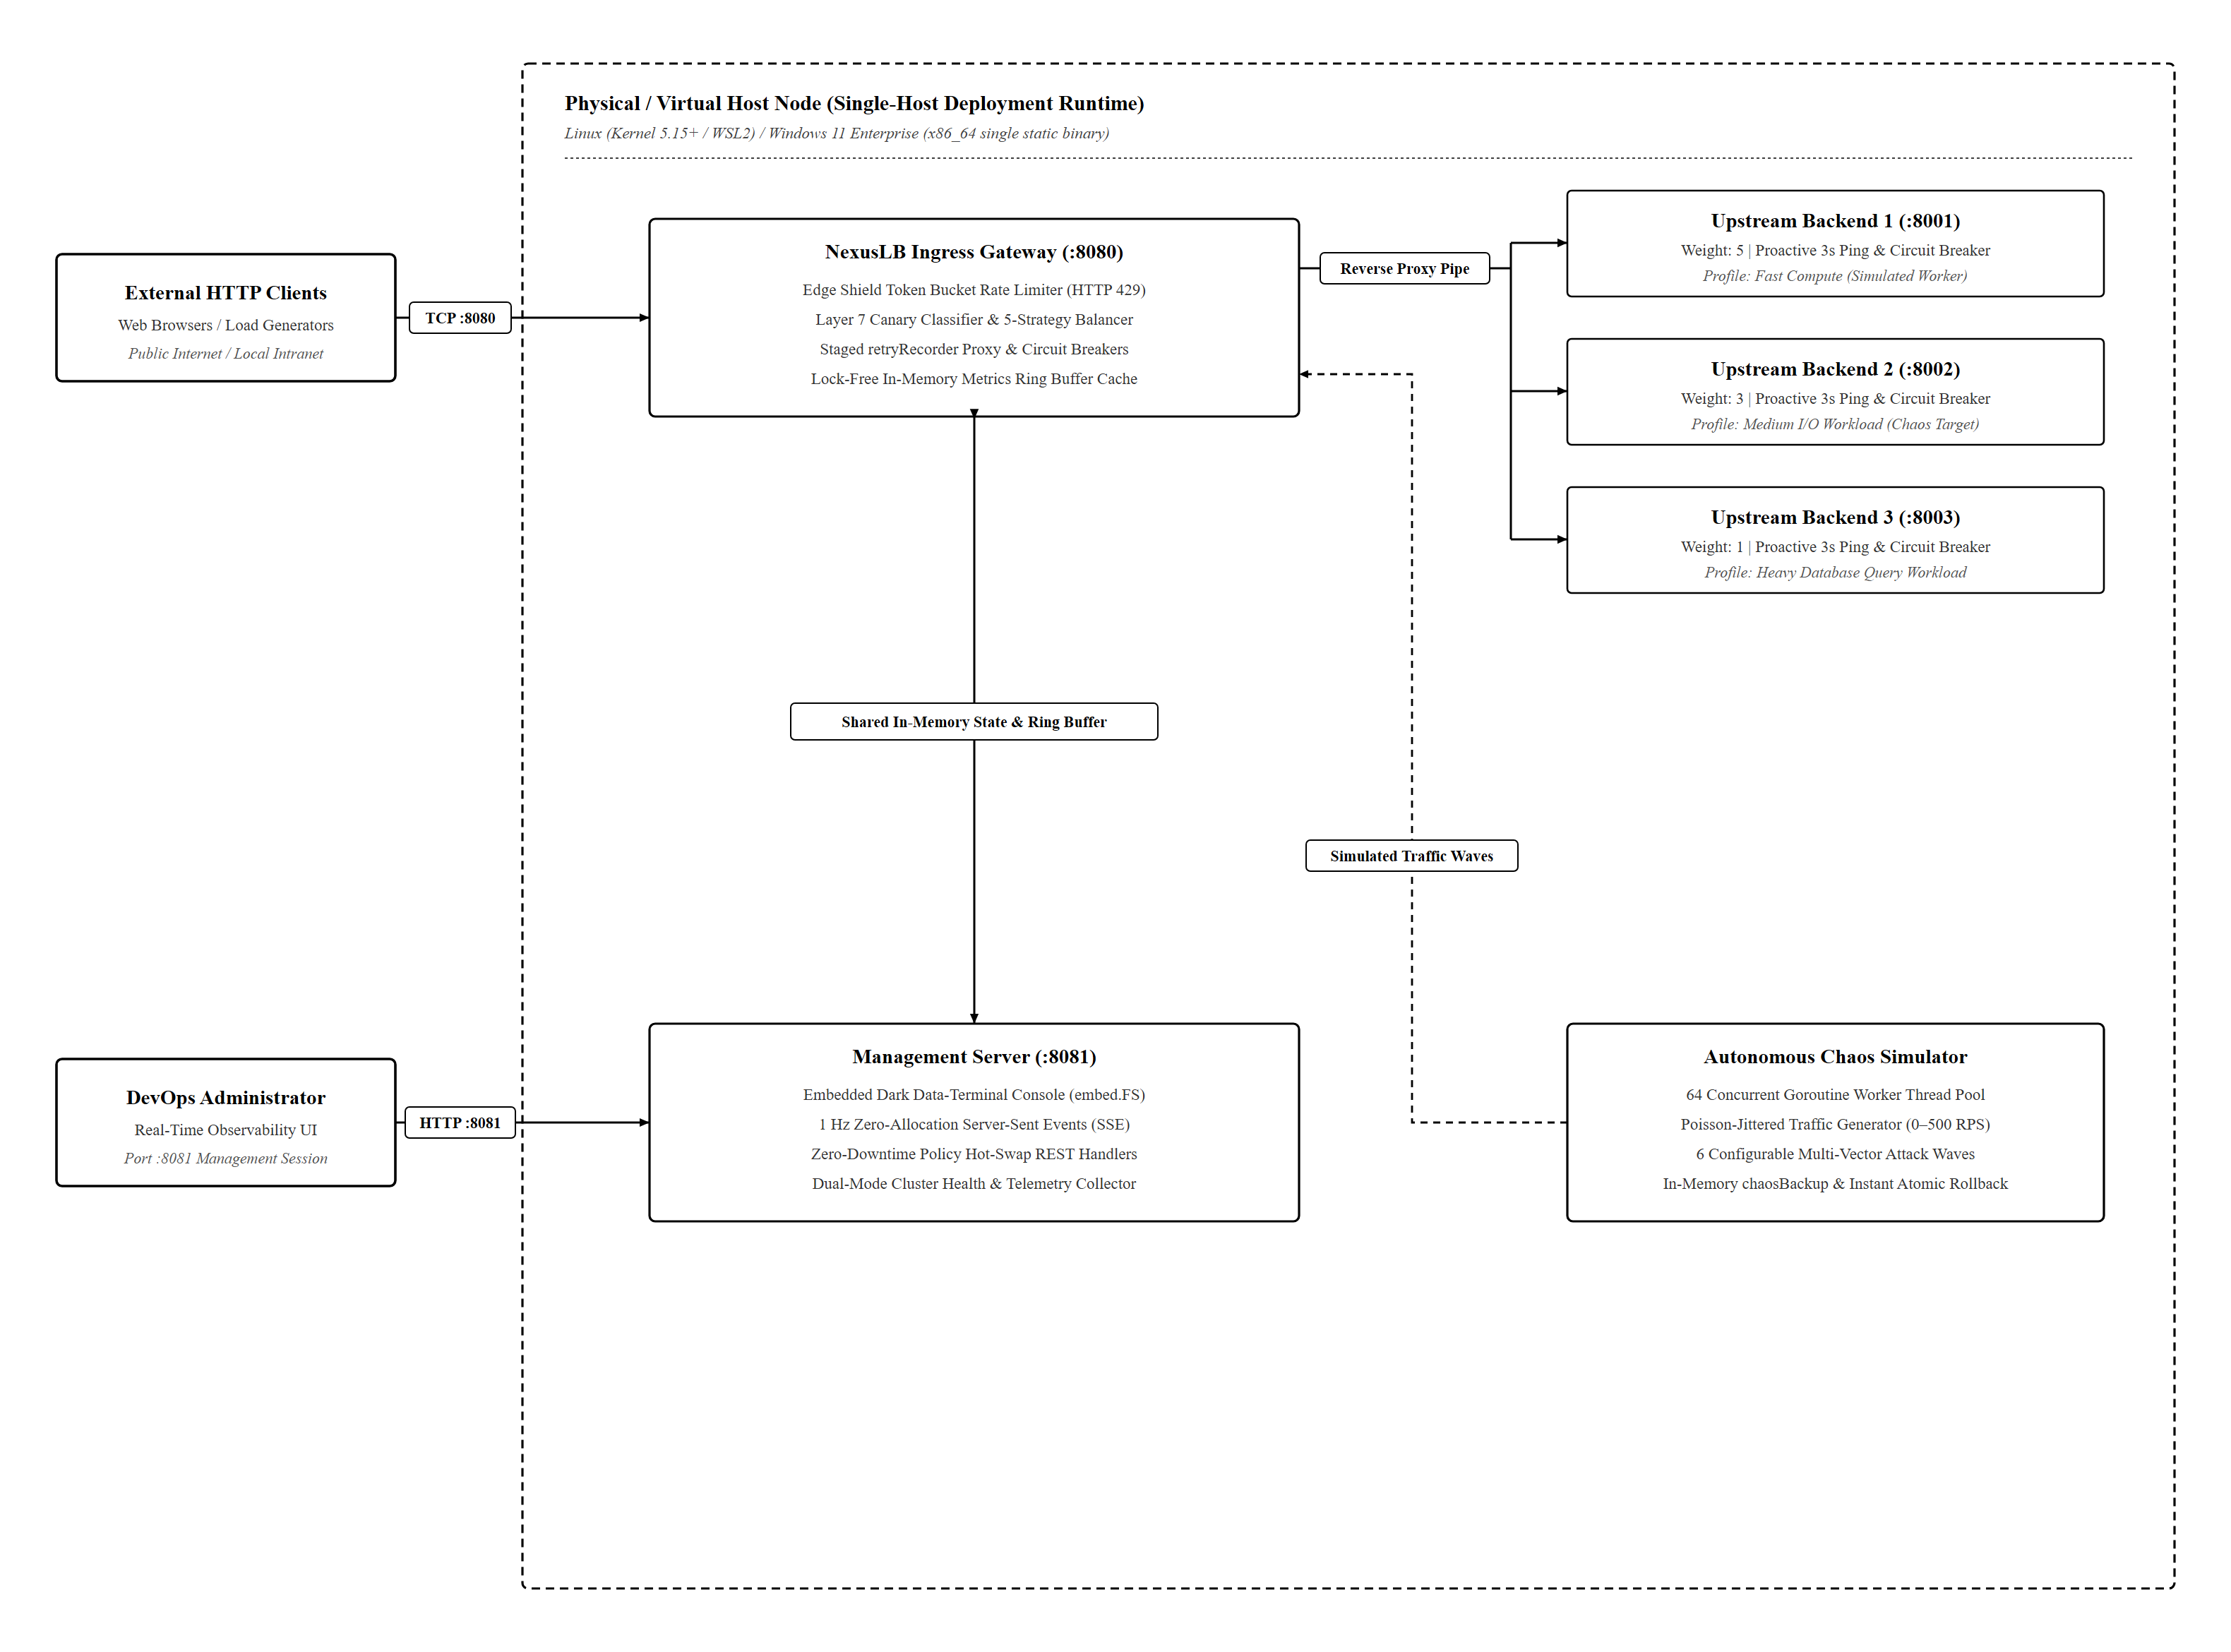 Physical / Virtual Host Node (Single-Host Deployment Runtime)
Linux (Kernel 5.15+ / WSL2) / Windows 11 Enterprise (x86_64 single static binary)
External HTTP Clients
Web Browsers / Load Generators
Public Internet / Local Intranet
TCP :8080
NexusLB Ingress Gateway (:8080)
Edge Shield Token Bucket Rate Limiter (HTTP 429)
Layer 7 Canary Classifier & 5-Strategy Balancer
Staged retryRecorder Proxy & Circuit Breakers
Lock-Free In-Memory Metrics Ring Buffer Cache
Reverse Proxy Pipe
Upstream Backend 1 (:8001)
Weight: 5 | Proactive 3s Ping & Circuit Breaker
Profile: Fast Compute (Simulated Worker)
Upstream Backend 2 (:8002)
Weight: 3 | Proactive 3s Ping & Circuit Breaker
Profile: Medium I/O Workload (Chaos Target)
Upstream Backend 3 (:8003)
Weight: 1 | Proactive 3s Ping & Circuit Breaker
Profile: Heavy Database Query Workload
Shared In-Memory State & Ring Buffer
Simulated Traffic Waves
DevOps Administrator
Real-Time Observability UI
Port :8081 Management Session
HTTP :8081
Management Server (:8081)
Embedded Dark Data-Terminal Console (embed.FS)
1 Hz Zero-Allocation Server-Sent Events (SSE)
Zero-Downtime Policy Hot-Swap REST Handlers
Dual-Mode Cluster Health & Telemetry Collector
Autonomous Chaos Simulator
64 Concurrent Goroutine Worker Thread Pool
Poisson-Jittered Traffic Generator (0–500 RPS)
6 Configurable Multi-Vector Attack Waves
In-Memory chaosBackup & Instant Atomic Rollback